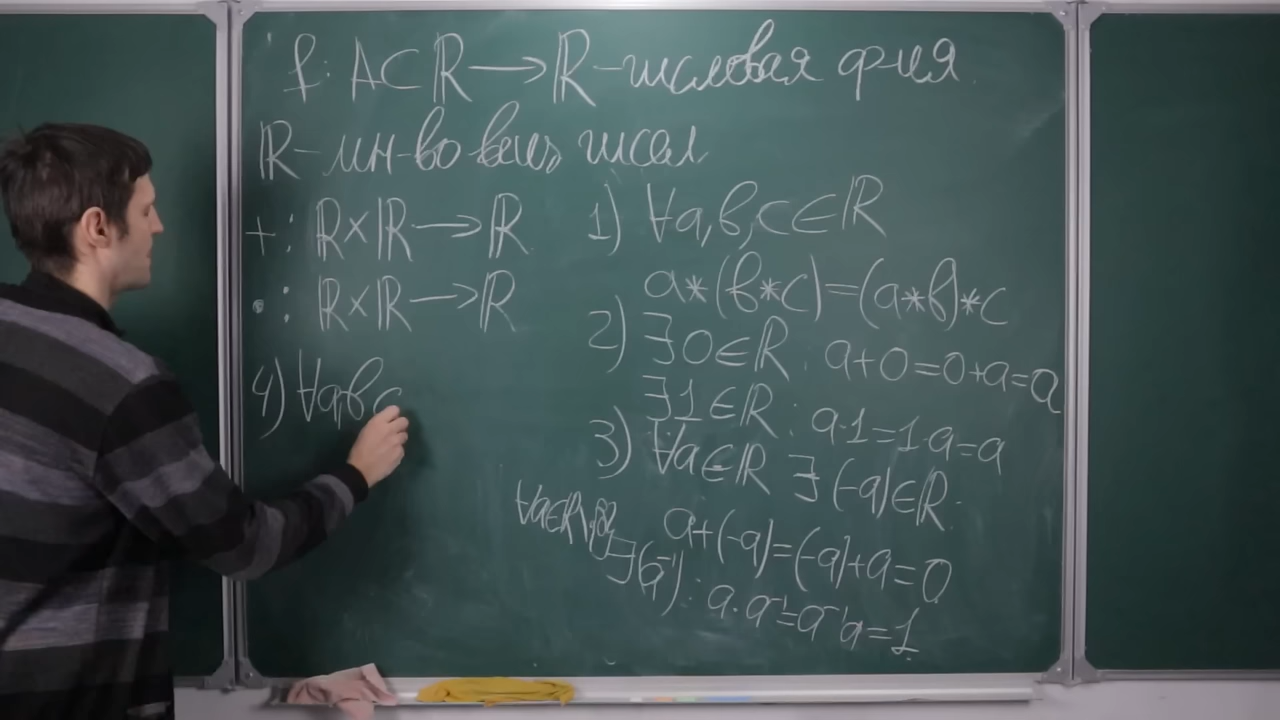 f: A⊂ℝ→ℝ-числовая ф-ция
ℝ-мн-во вещ. чисел
+: ℝ×ℝ→ℝ
•: ℝ×ℝ→ℝ
4) ∀a,b c
1) ∀a,b,c∈ℝ
a*(b*c)=(a*b)*c
2) ∃0∈ℝ: a+0=0+a=a
∃1∈ℝ: a·1=1·a=a
3) ∀a∈ℝ ∃(-a)∈ℝ:
a+(-a)=(-a)+a=0
∀a∈ℝ\{0}
∃(a⁻¹): a·a⁻¹=a⁻¹a=1